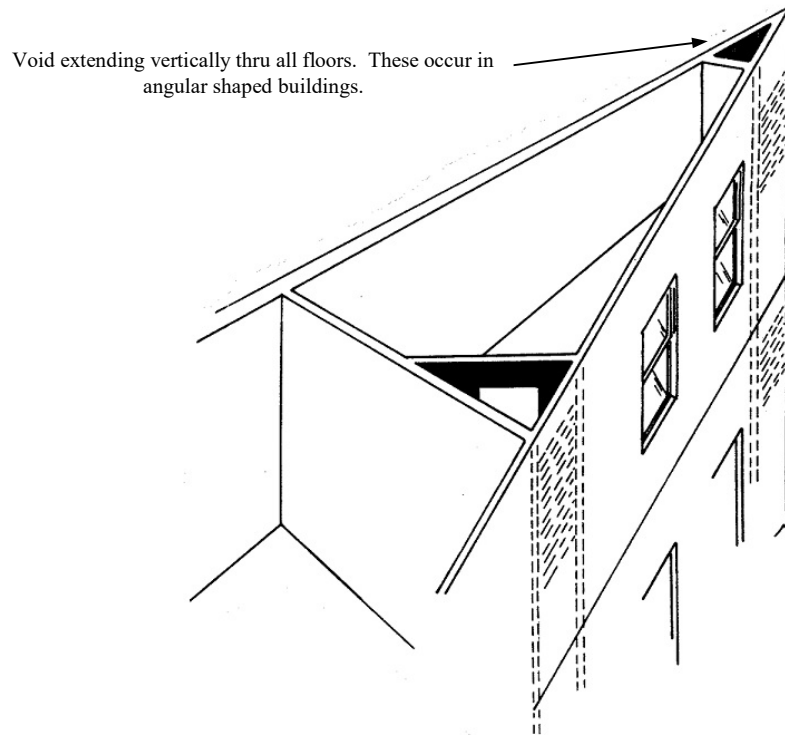 Void extending vertically thru all floors.  These occur in
angular shaped buildings.